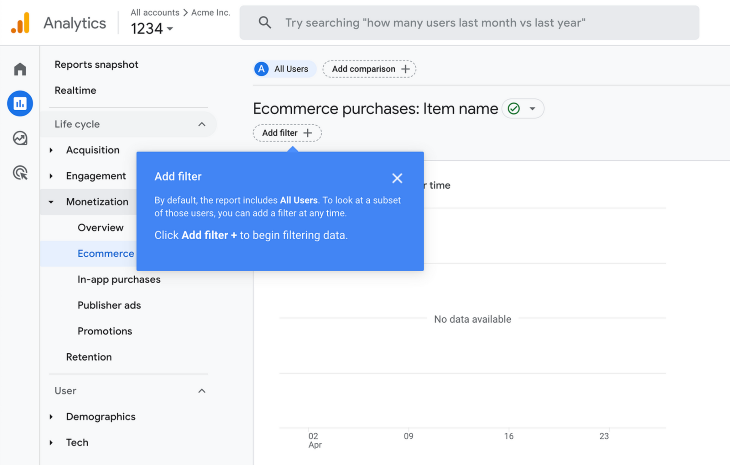 Analytics
All accounts > Acme Inc.
1234
Try searching "how many users last month vs last year"
Reports snapshot
Realtime
Life cycle
Acquisition
Engagement
Monetization
Overview
Ecommerce
In-app purchases
Publisher ads
Promotions
Retention
User
Demographics
Tech
A All Users
Add comparison +
Ecommerce purchases: Item name
Add filter +
Add filter
By default, the report includes All Users. To look at a subset
of those users, you can add a filter at any time.
Click Add filter + to begin filtering data.
time
No data available
02 09 16 23
Apr